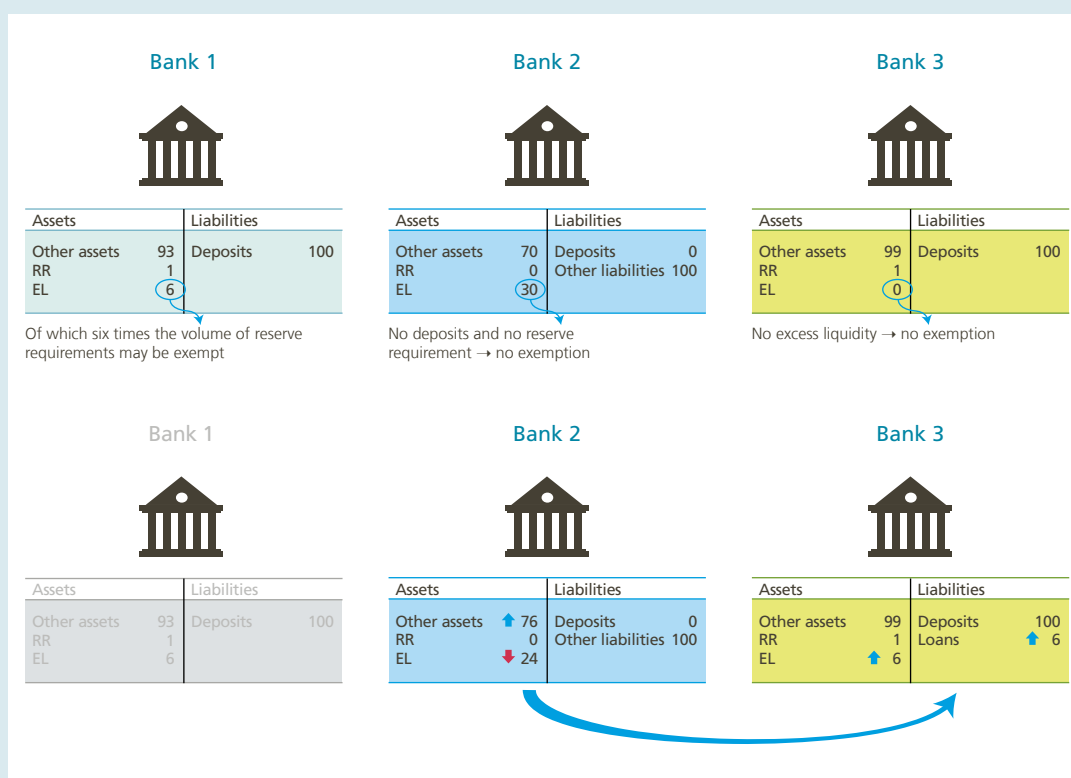 Bank 1
Bank 2
Bank 3
Assets Liabilities
Other assets 93 Deposits 100
RR 1
EL 6
Of which six times the volume of reserve
requirements may be exempt
Assets Liabilities
Other assets 70 Deposits 0
RR 0 Other liabilities 100
EL 30
No deposits and no reserve
requirement → no exemption
Assets Liabilities
Other assets 99 Deposits 100
RR 1
EL 0
No excess liquidity → no exemption
Bank 1
Bank 2
Bank 3
Assets Liabilities
Other assets 93 Deposits 100
RR 1
EL 6
Assets Liabilities
Other assets 76 Deposits 0
RR 0 Other liabilities 100
EL 24
Assets Liabilities
Other assets 99 Deposits 100
RR 1 Loans 6
EL 6